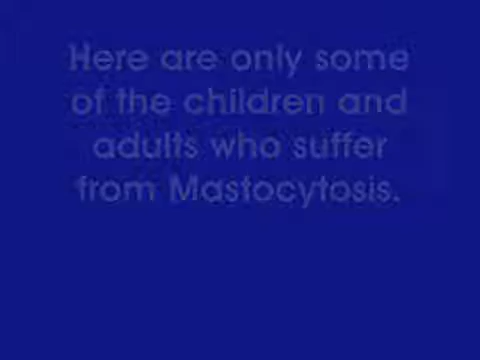 Here are only some
of the children and
adults who suffer
from Mastocytosis.